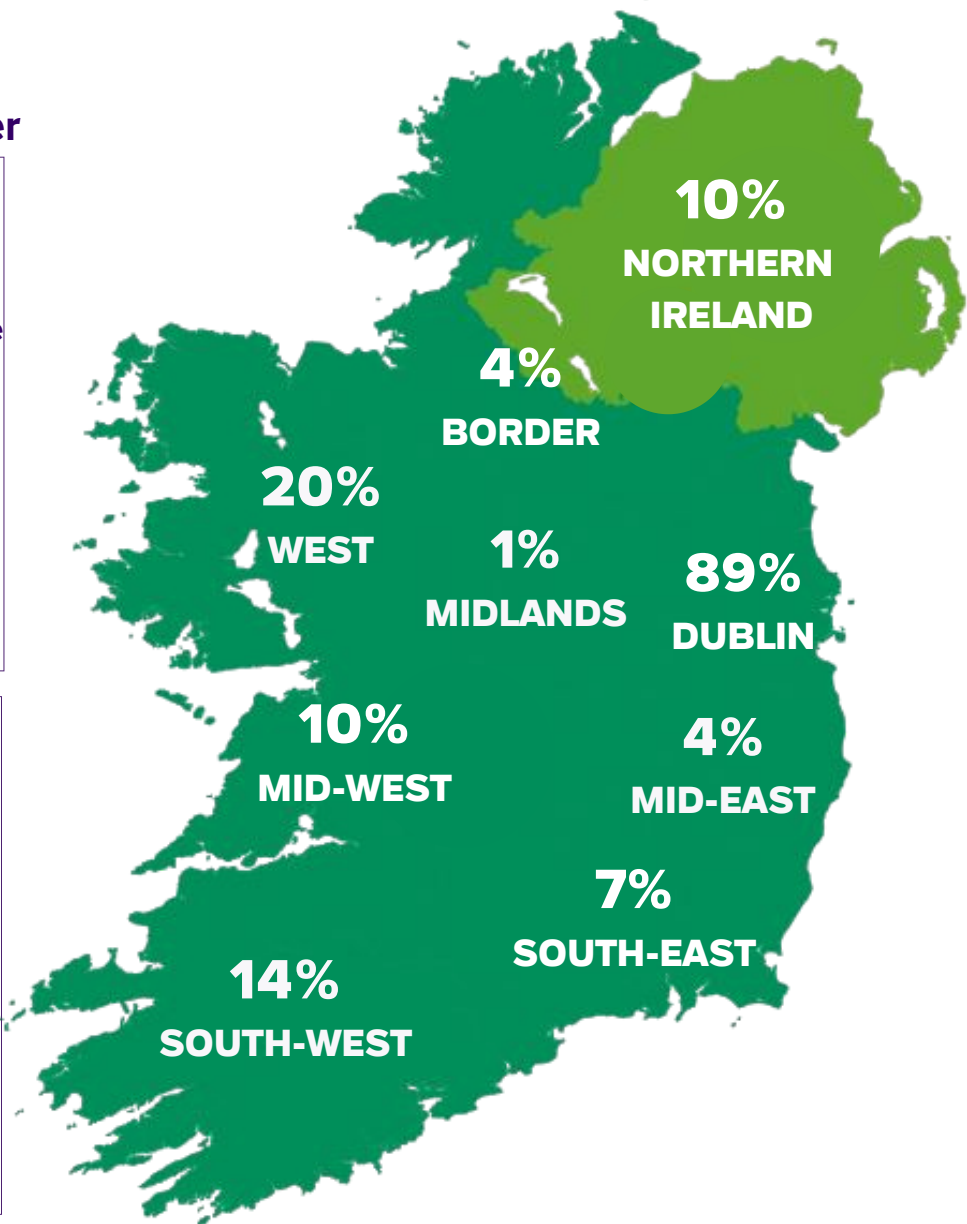 er
e
10%
NORTHERN
IRELAND
4%
BORDER
20%
WEST
1%
MIDLANDS
89%
DUBLIN
10%
MID-WEST
4%
MID-EAST
7%
SOUTH-EAST
14%
SOUTH-WEST